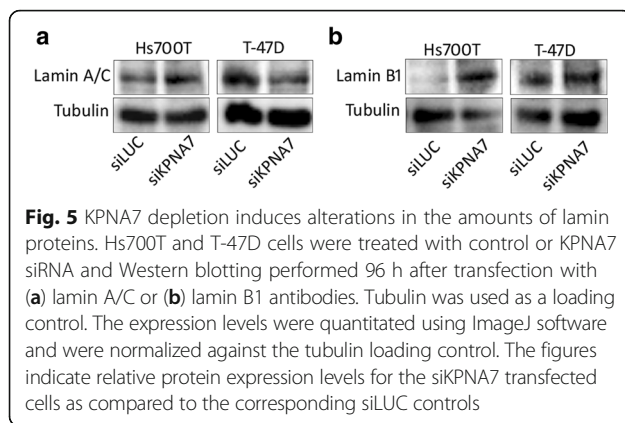 a
b
Hs700T
T-47D
Hs700T
T-47D
Lamin A/C
Lamin B1
Tubulin
Tubulin
siLUC
siKPNA7
siLUC
siKPNA7
siLUC
siKPNA7
siLUC
siKPNA7
Fig. 5 KPNA7 depletion induces alterations in the amounts of lamin
proteins. Hs700T and T-47D cells were treated with control or KPNA7
siRNA and Western blotting performed 96 h after transfection with
(a) lamin A/C or (b) lamin B1 antibodies. Tubulin was used as a loading
control. The expression levels were quantitated using ImageJ software
and were normalized against the tubulin loading control. The figures
indicate relative protein expression levels for the siKPNA7 transfected
cells as compared to the corresponding siLUC controls